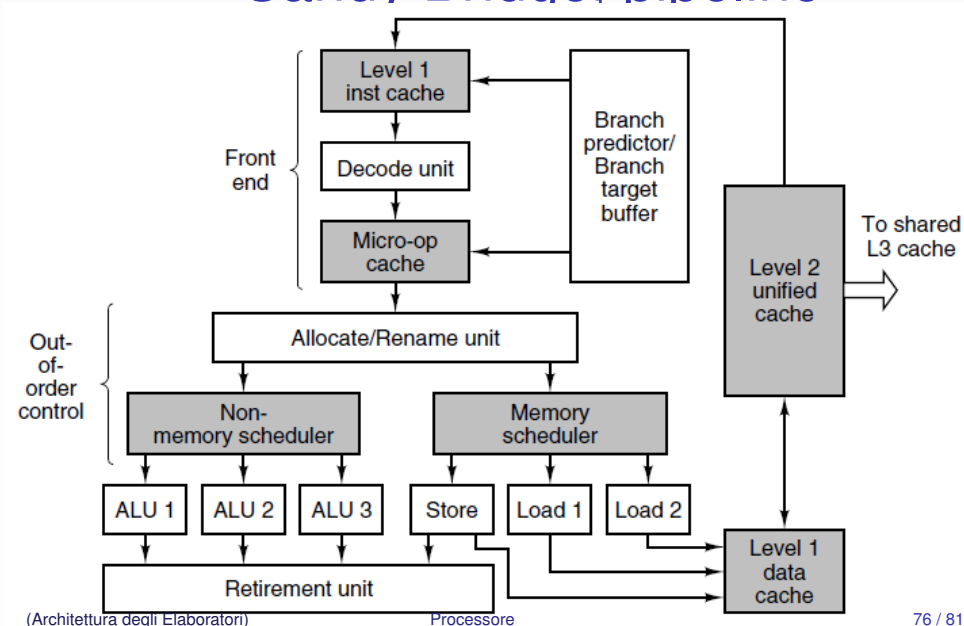 Sandy Bridge: pipeline
Level 1
inst cache
Branch
predictor/
Branch
target
buffer
Front
end
Decode unit
Micro-op
cache
Level 2
unified
cache
To shared
L3 cache
Allocate/Rename unit
Out-
of-
order
control
Non-
memory scheduler
Memory
scheduler
ALU 1
ALU 2
ALU 3
Store
Load 1
Load 2
Level 1
data
cache
Retirement unit
(Architettura degli Elaboratori)
Processore
76 / 81